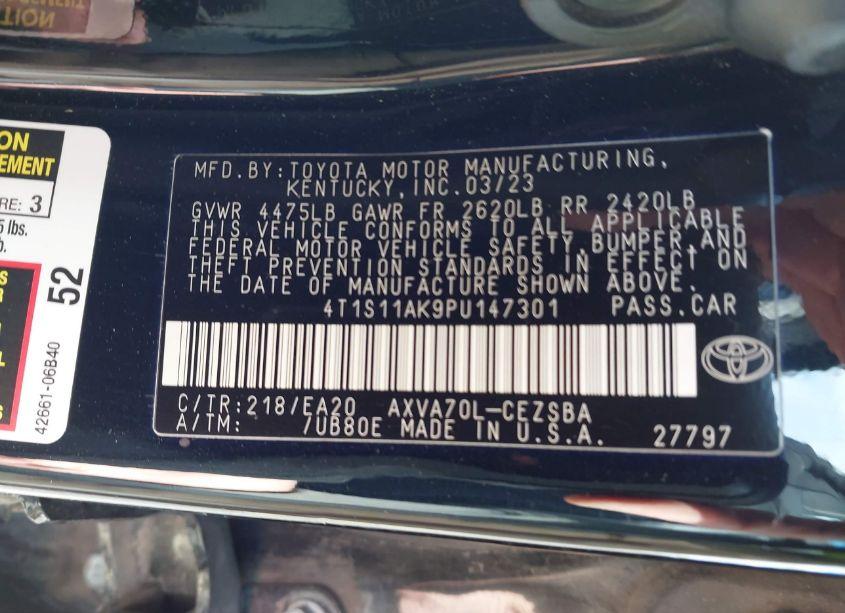 MFD.BY:TOYOTA MOTOR MANUFACTURING,
KENTUCKY, INC. 03/23
GVWR 4475LB GAWR FR 2620LB RR 2420LB
THIS VEHICLE CONFORMS TO ALL APPLICABLE
FEDERAL MOTOR VEHICLE SAFETY, BUMPER, AND
THEFT PREVENTION STANDARDS IN EFFECT ON
THE DATE OF MANUFACTURE SHOWN ABOVE.
4T1S11AK9PU147301 PASS.CAR
C/TR:218/EA20 AXVA70L-CEZSBA
A/TM: /UB80E MADE IN U.S.A. 27797
ON
EMENT
RE: 3
5 lbs.
52
42661-06B40